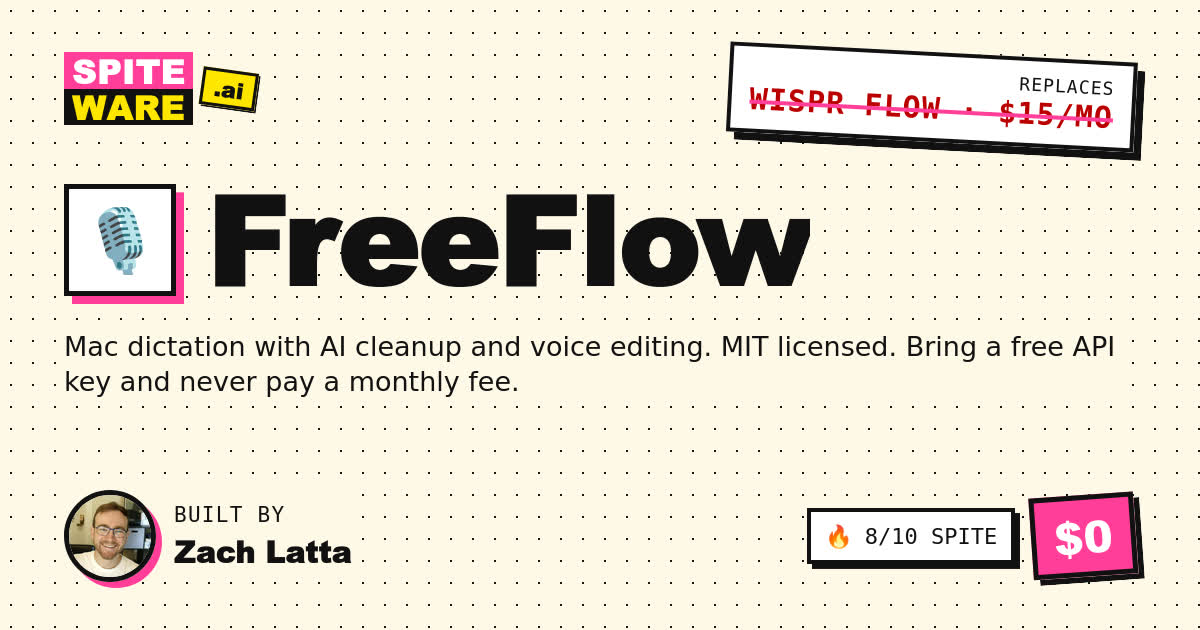 SPITE
WARE
.ai
REPLACES
WISPR FLOW · $15/MO
FreeFlow
Mac dictation with AI cleanup and voice editing. MIT licensed. Bring a free API
key and never pay a monthly fee.
BUILT BY
Zach Latta
🔥 8/10 SPITE
$0